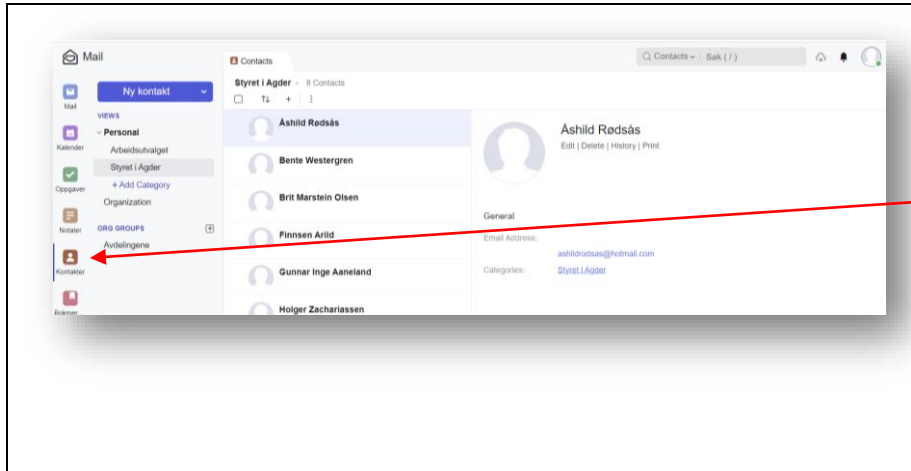 Mail
Contacts
Contacts
Søk ( / )
Mail
Kalender
Oppgaver
Notater
Kontakter
Ny kontakt
VIEWS
Personal
Arbeidsutvalget
Styret i Agder
+ Add Category
Organization
ORG GROUPS
Avdelingene
Styret i Agder
8 Contacts
Åshild Rødsås
Bente Westergren
Brit Marstein Olsen
Finnsen Arild
Gunnar Inge Aaneland
Holger Zachariassen
Åshild Rødsås
Edit | Delete | History | Print
General
Email Address:
ashildrodsas@hotmail.com
Categories:
Styret i Agder